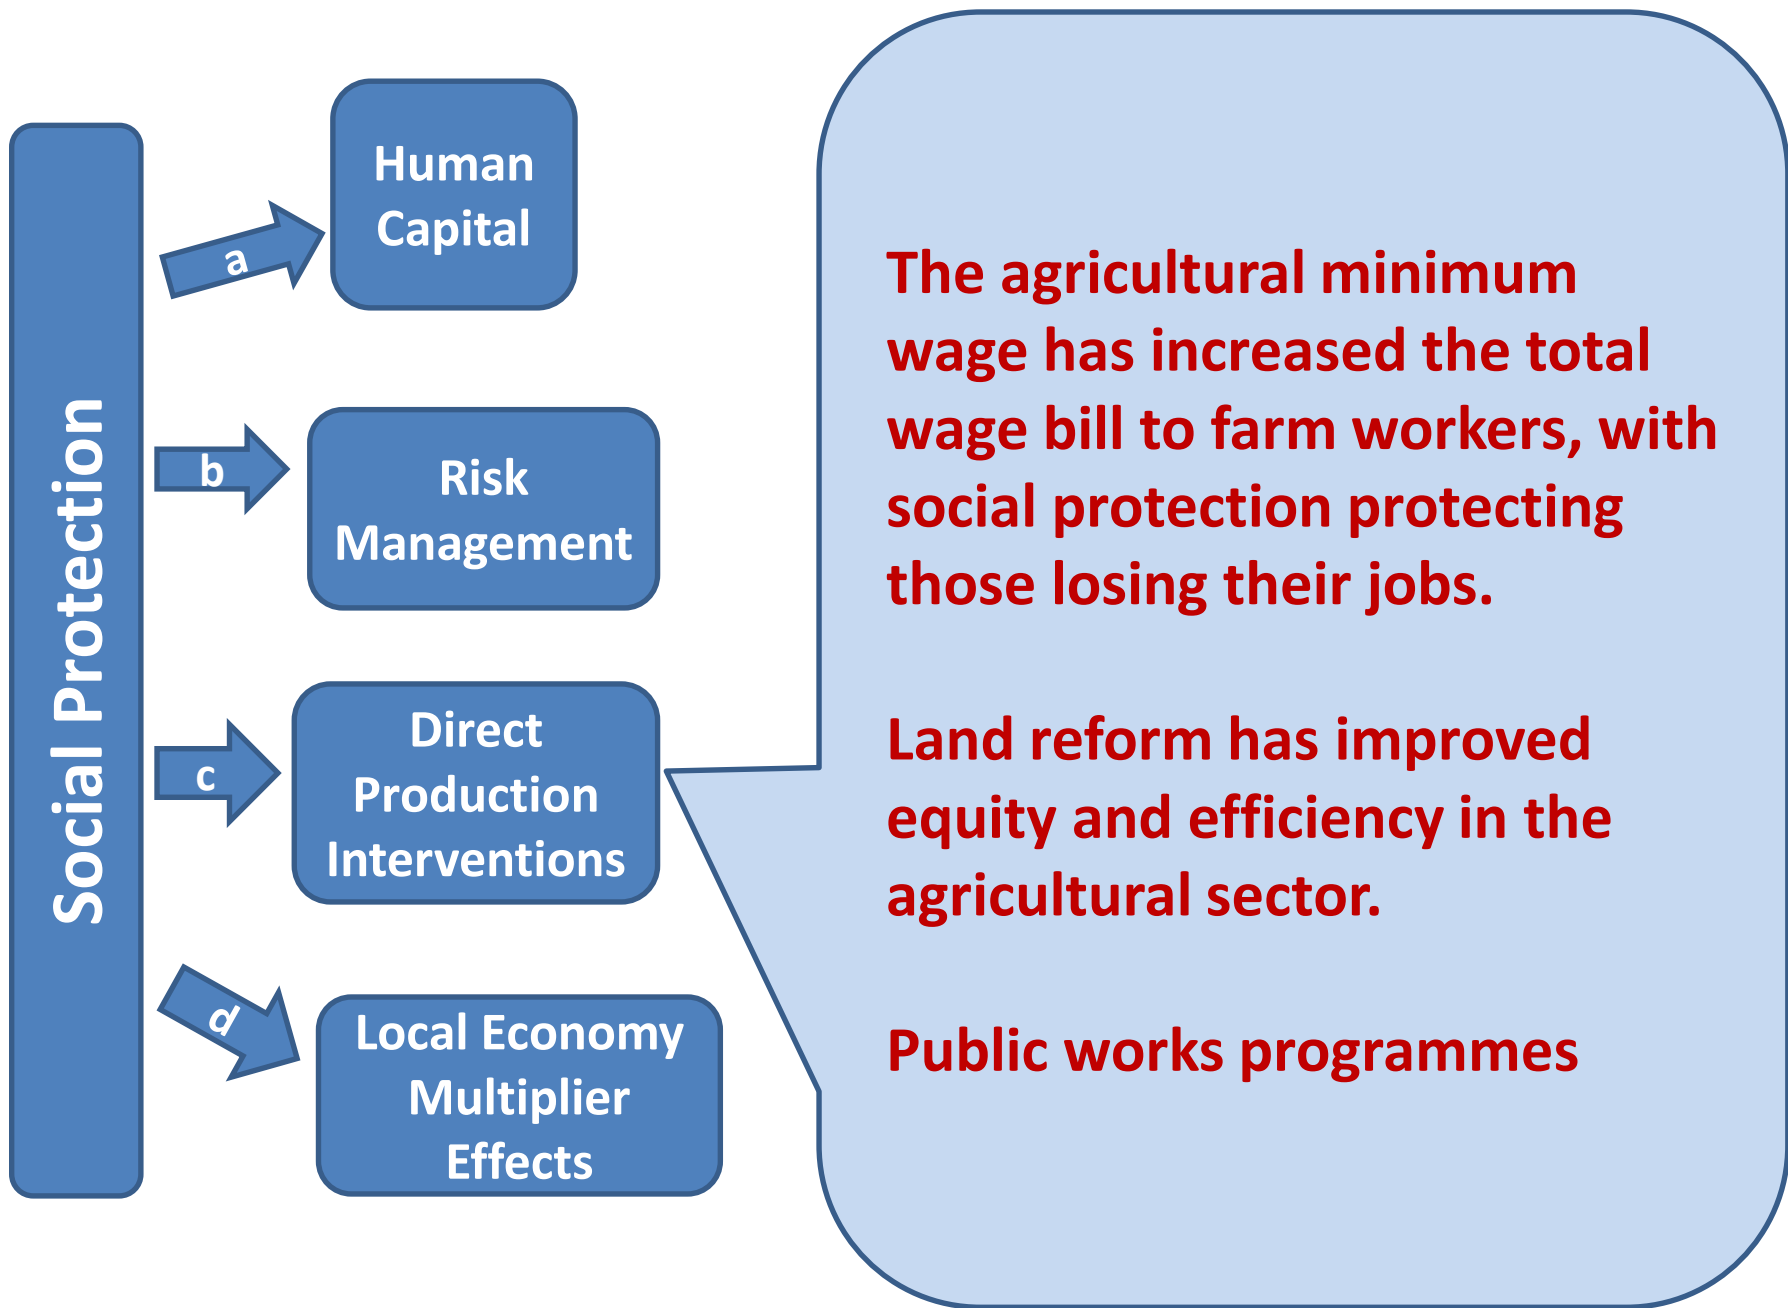 Social Protection
a
Human
Capital
b
Risk
Management
c
Direct
Production
Interventions
d
Local Economy
Multiplier
Effects
The agricultural minimum
wage has increased the total
wage bill to farm workers, with
social protection protecting
those losing their jobs.
Land reform has improved
equity and efficiency in the
agricultural sector.
Public works programmes